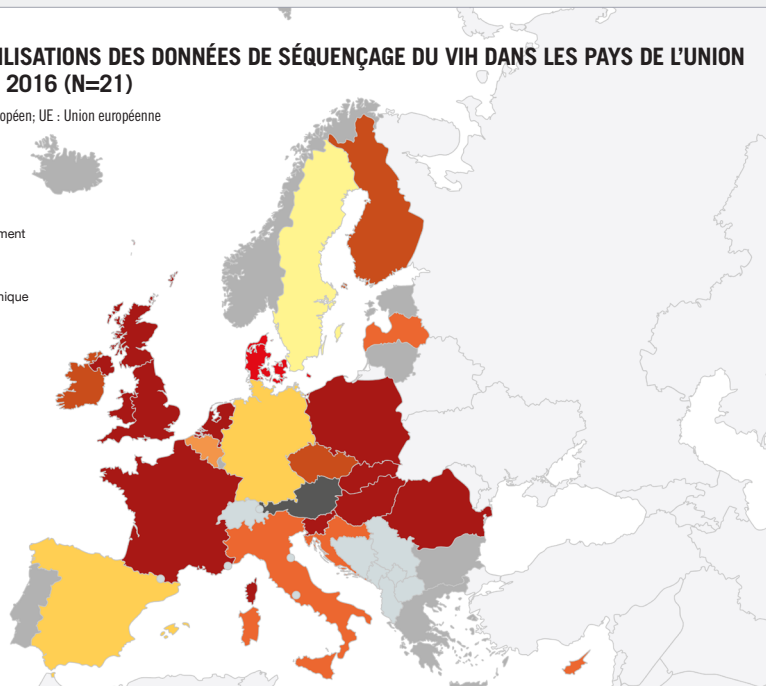 ILISATIONS DES DONNÉES DE SÉQUENÇAGE DU VIH DANS LES PAYS DE L'UNION
2016 (N=21)
opéen; UE : Union européenne
ment
nique